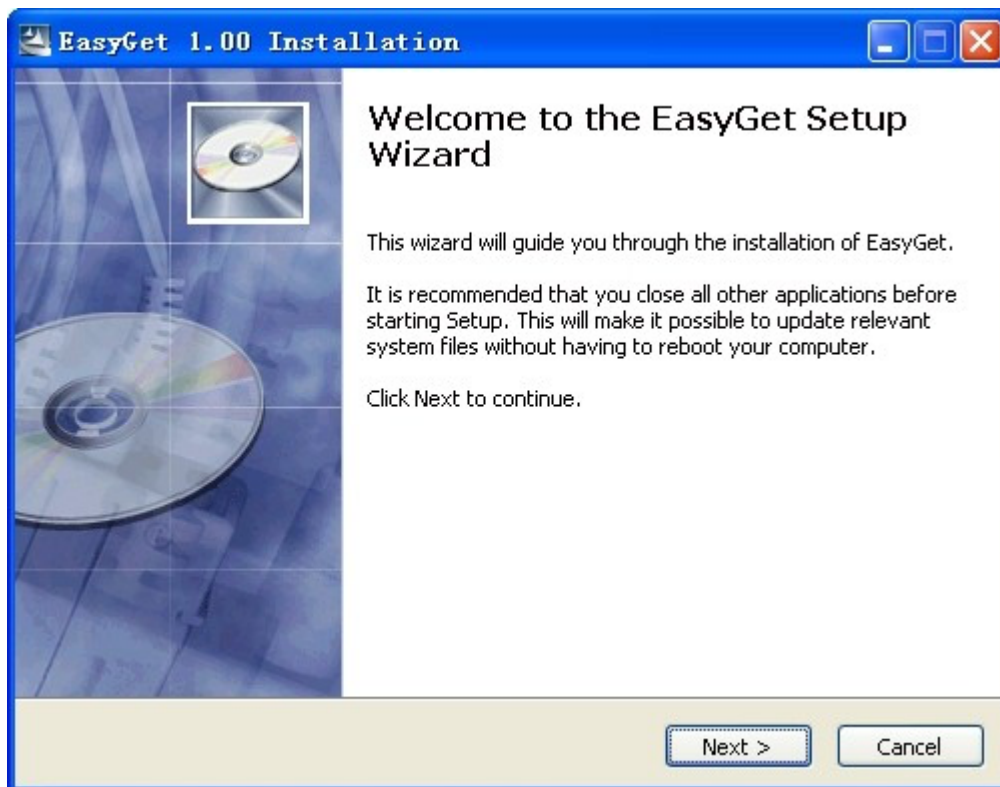 EasyGet 1.00 Installation
Welcome to the EasyGet Setup
Wizard
This wizard will guide you through the installation of EasyGet.
It is recommended that you close all other applications before
starting Setup. This will make it possible to update relevant
system files without having to reboot your computer.
Click Next to continue.
Next >
Cancel